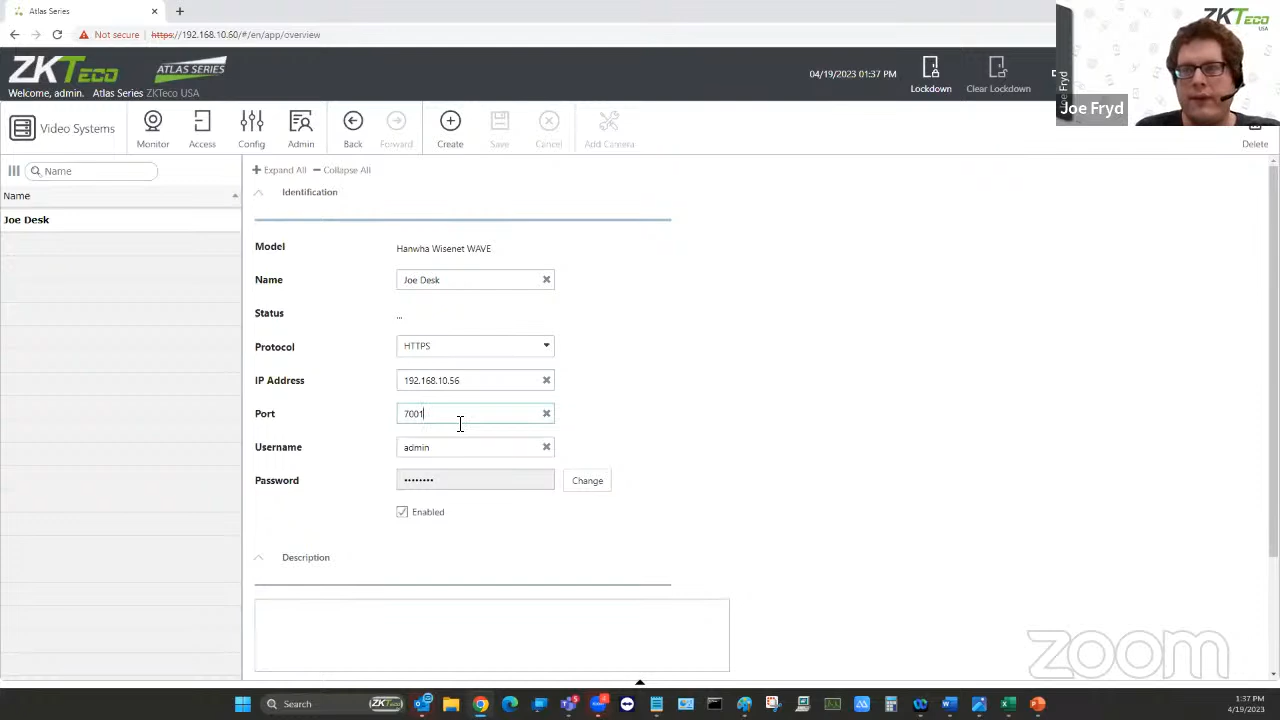 Atlas Series
Not secure https://192.168.10.60/#/en/app/overview
ZKTeco
USA
ZKTeco ATLAS SERIES
04/19/2023 01:37 PM
Lockdown
Clear Lockdown
Welcome, admin. Atlas Series ZKTeco USA
Joe Fryd
Joe Fryd
Video Systems
Monitor
Access
Config
Admin
Back
Forward
Create
Save
Cancel
Add Camera
Delete
Name
Name
Joe Desk
Expand All
Collapse All
Identification
Model Hanwha Wisenet WAVE
Name Joe Desk
Status ...
Protocol HTTPS
IP Address 192.168.10.56
Port 7001
Username admin
Password ••••••••
Change
Enabled
Description
zoom
Search
ZKTeco
1:37 PM
4/19/2023